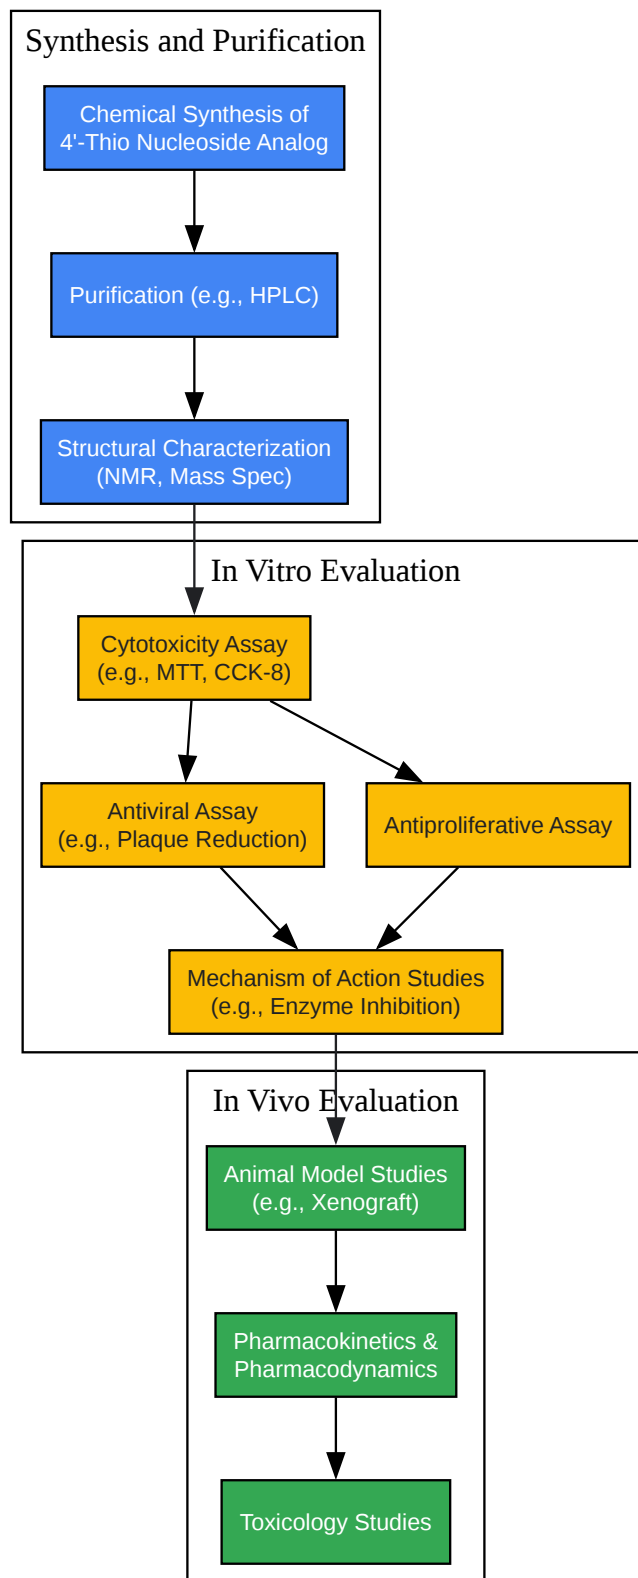 Synthesis and Purification
Chemical Synthesis of
4'-Thio Nucleoside Analog
Purification (e.g., HPLC)
Structural Characterization
(NMR, Mass Spec)
In Vitro Evaluation
Cytotoxicity Assay
(e.g., MTT, CCK-8)
Antiviral Assay
(e.g., Plaque Reduction)
Antiproliferative Assay
Mechanism of Action Studies
(e.g., Enzyme Inhibition)
In Vivo Evaluation
Animal Model Studies
(e.g., Xenograft)
Pharmacokinetics &
Pharmacodynamics
Toxicology Studies